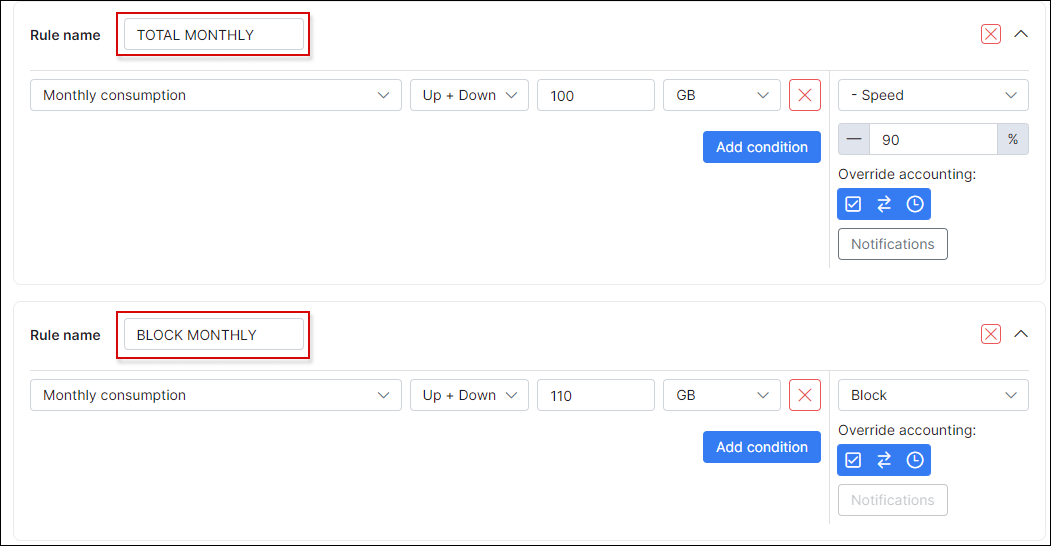 Rule name TOTAL MONTHLY
Monthly consumption Up + Down 100 GB - Speed
Add condition — 90 %
Override accounting:
Notifications
Rule name BLOCK MONTHLY
Monthly consumption Up + Down 110 GB Block
Add condition Override accounting:
Notifications